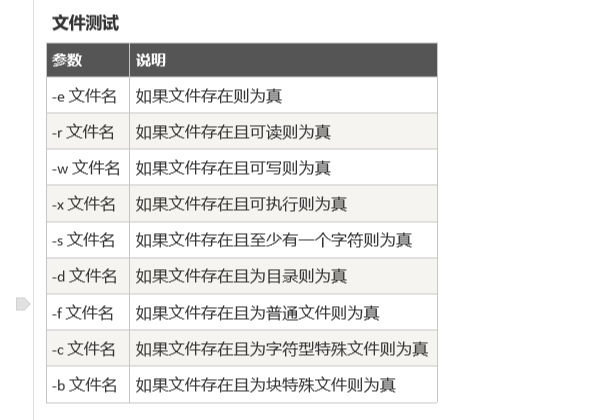 文件测试
参数 说明
-e 文件名 如果文件存在则为真
-r 文件名 如果文件存在且可读则为真
-w 文件名 如果文件存在且可写则为真
-x 文件名 如果文件存在且可执行则为真
-s 文件名 如果文件存在且至少有一个字符则为真
-d 文件名 如果文件存在且为目录则为真
-f 文件名 如果文件存在且为普通文件则为真
-c 文件名 如果文件存在且为字符型特殊文件则为真
-b 文件名 如果文件存在且为块特殊文件则为真